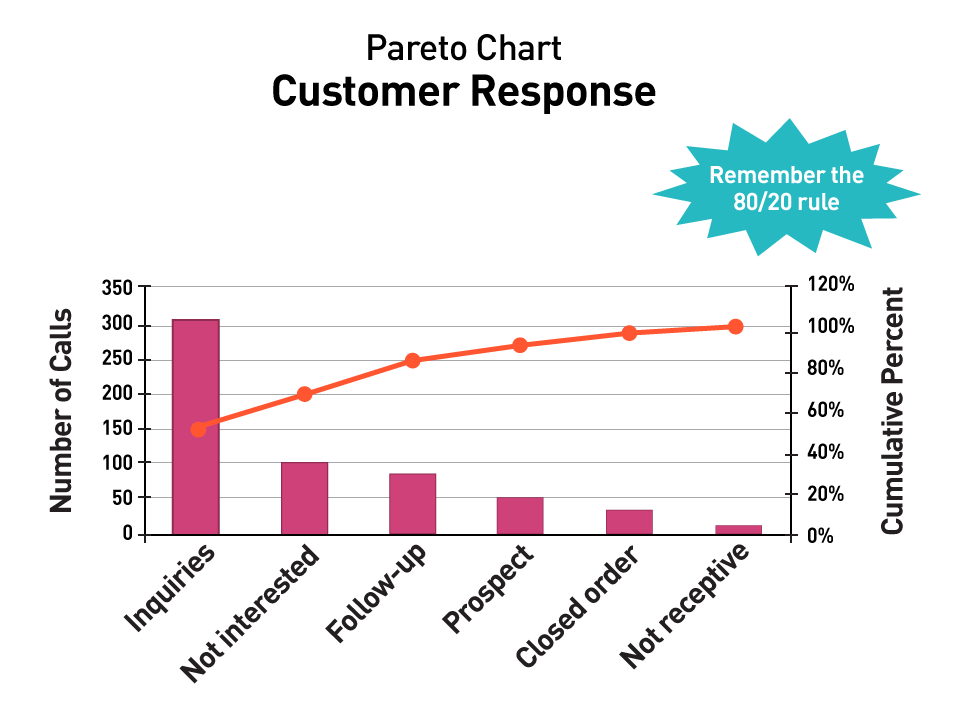 Pareto Chart
Customer Response
Remember the
80/20 rule
Number of Calls
350
300
250
200
150
100
50
0
120%
100%
80%
60%
40%
20%
0%
Cumulative Percent
Inquiries
Not interested
Follow-up
Prospect
Closed order
Not receptive